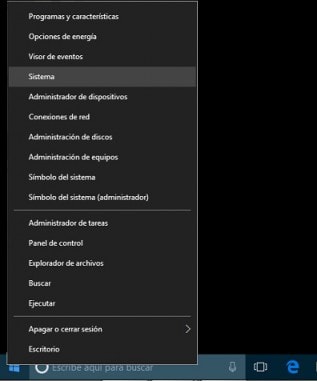 Programas y características
Opciones de energía
Visor de eventos
Sistema
Administrador de dispositivos
Conexiones de red
Administración de discos
Administración de equipos
Símbolo del sistema
Símbolo del sistema (administrador)
Administrador de tareas
Panel de control
Explorador de archivos
Buscar
Ejecutar
Apagar o cerrar sesión
Escritorio
Escribe aquí para buscar